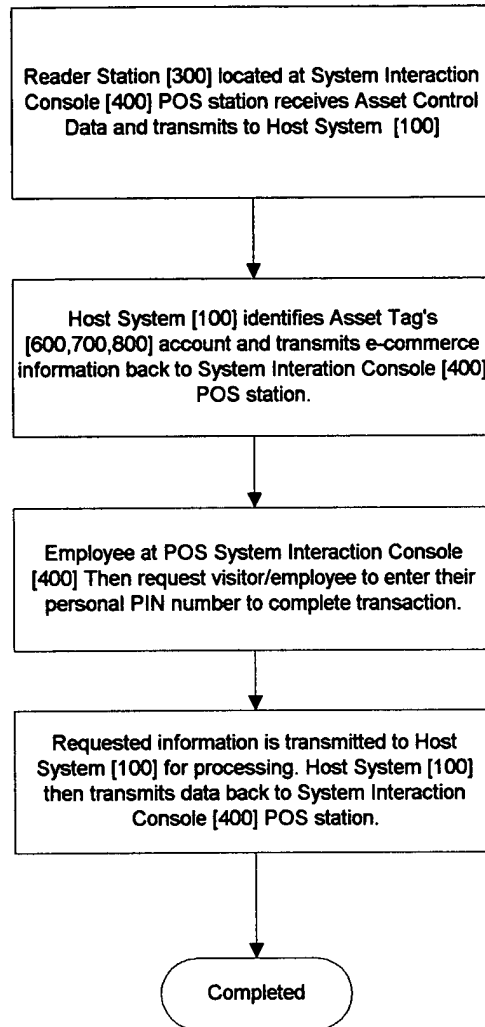 Reader Station [300] located at System Interaction
Console [400] POS station receives Asset Control
Data and transmits to Host System [100]
Host System [100] identifies Asset Tag's
[600,700,800] account and transmits e-commerce
information back to System Interation Console [400]
POS station.
Employee at POS System Interaction Console
[400] Then request visitor/employee to enter their
personal PIN number to complete transaction.
Requested information is transmitted to Host
System [100] for processing. Host System [100]
then transmits data back to System Interaction
Console [400] POS station.
Completed